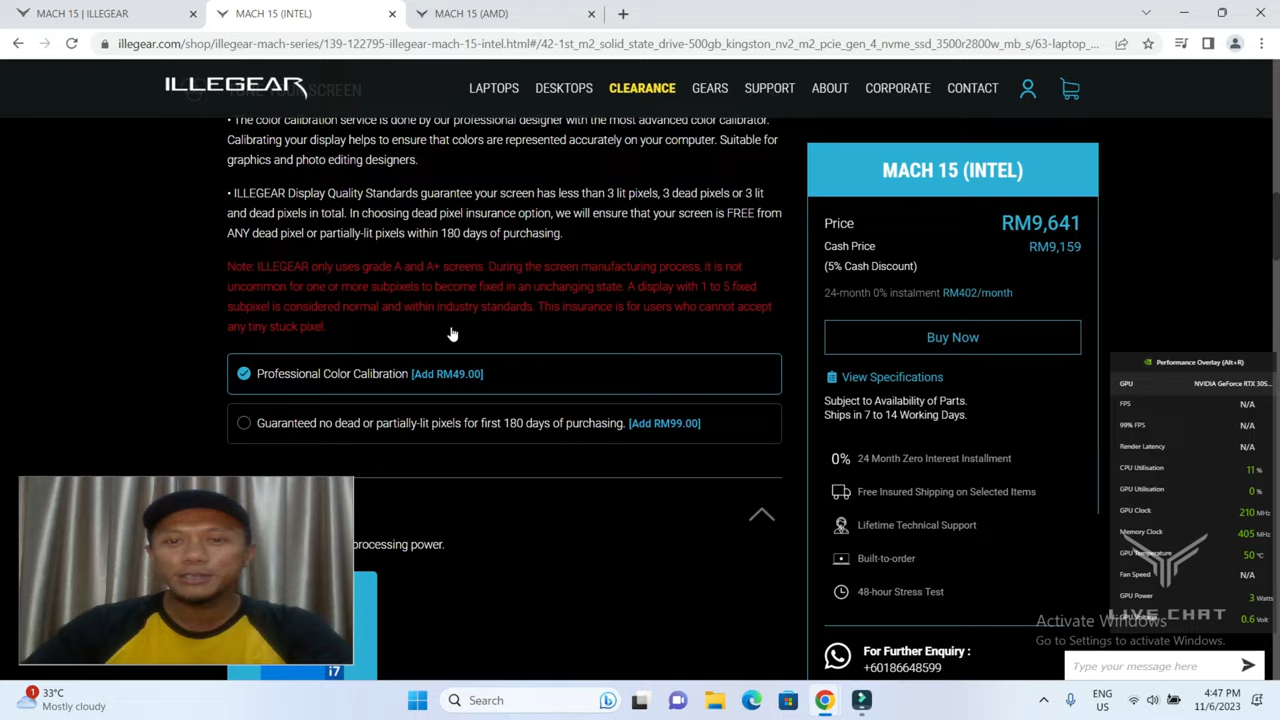 MACH 15 | ILLEGEAR
MACH 15 (INTEL)
MACH 15 (AMD)
illegear.com/shop/illegear-mach-series/139-122795-illegear-mach-15-intel.html#/42-1st_m2_solid_state_drive-500gb_kingston_nv2_m2_pcie_gen_4_nvme_ssd_3500r2800w_mb_s/63-laptop_...
ILLEGEAR
TUNE YOUR SCREEN
LAPTOPS
DESKTOPS
CLEARANCE
GEARS
SUPPORT
ABOUT
CORPORATE
CONTACT
• The color calibration service is done by our professional designer with the most advanced color calibrator.
Calibrating your display helps to ensure that colors are represented accurately on your computer. Suitable for
graphics and photo editing designers.
• ILLEGEAR Display Quality Standards guarantee your screen has less than 3 lit pixels, 3 dead pixels or 3 lit
and dead pixels in total. In choosing dead pixel insurance option, we will ensure that your screen is FREE from
ANY dead pixel or partially-lit pixels within 180 days of purchasing.
Note: ILLEGEAR only uses grade A and A+ screens. During the screen manufacturing process, it is not
uncommon for one or more subpixels to become fixed in an unchanging state. A display with 1 to 5 fixed
subpixel is considered normal and within industry standards. This insurance is for users who cannot accept
any tiny stuck pixel.
Professional Color Calibration [Add RM49.00]
Guaranteed no dead or partially-lit pixels for first 180 days of purchasing. [Add RM99.00]
processing power.
i7
MACH 15 (INTEL)
Price RM9,641
Cash Price RM9,159
(5% Cash Discount)
24-month 0% instalment RM402/month
Buy Now
View Specifications
Subject to Availability of Parts.
Ships in 7 to 14 Working Days.
0% 24 Month Zero Interest Installment
Free Insured Shipping on Selected Items
Lifetime Technical Support
Built-to-order
48-hour Stress Test
For Further Enquiry :
+60186648599
Performance Overlay (Alt+R)
GPU NVIDIA GeForce RTX 305...
FPS N/A
99% FPS N/A
Render Latency N/A
CPU Utilisation 11 %
GPU Utilisation 0 %
GPU Clock 210 MHz
Memory Clock 405 MHz
GPU Temperature 50 °C
Fan Speed N/A
GPU Power 3 Watts
GPU Voltage 0.6 Volt
LIVE CHAT
Activate Windows
Go to Settings to activate Windows.
Type your message here
1
33°C
Mostly cloudy
Search
ENG
US
4:47 PM
11/6/2023